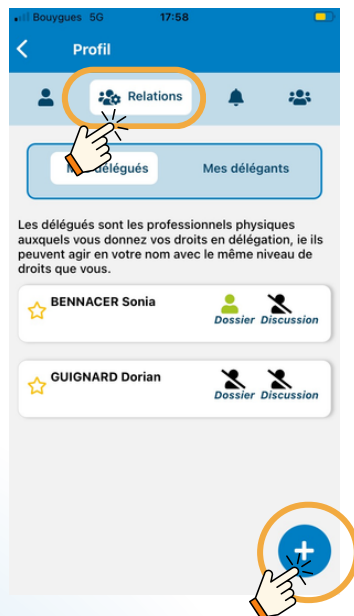 Bouygues 5G 17:58
Profil
Relations
délégués Mes délégants
Les délégués sont les professionnels physiques
auxquels vous donnez vos droits en délégation, ie ils
peuvent agir en votre nom avec le même niveau de
droits que vous.
BENNACER Sonia
Dossier Discussion
GUIGNARD Dorian
Dossier Discussion